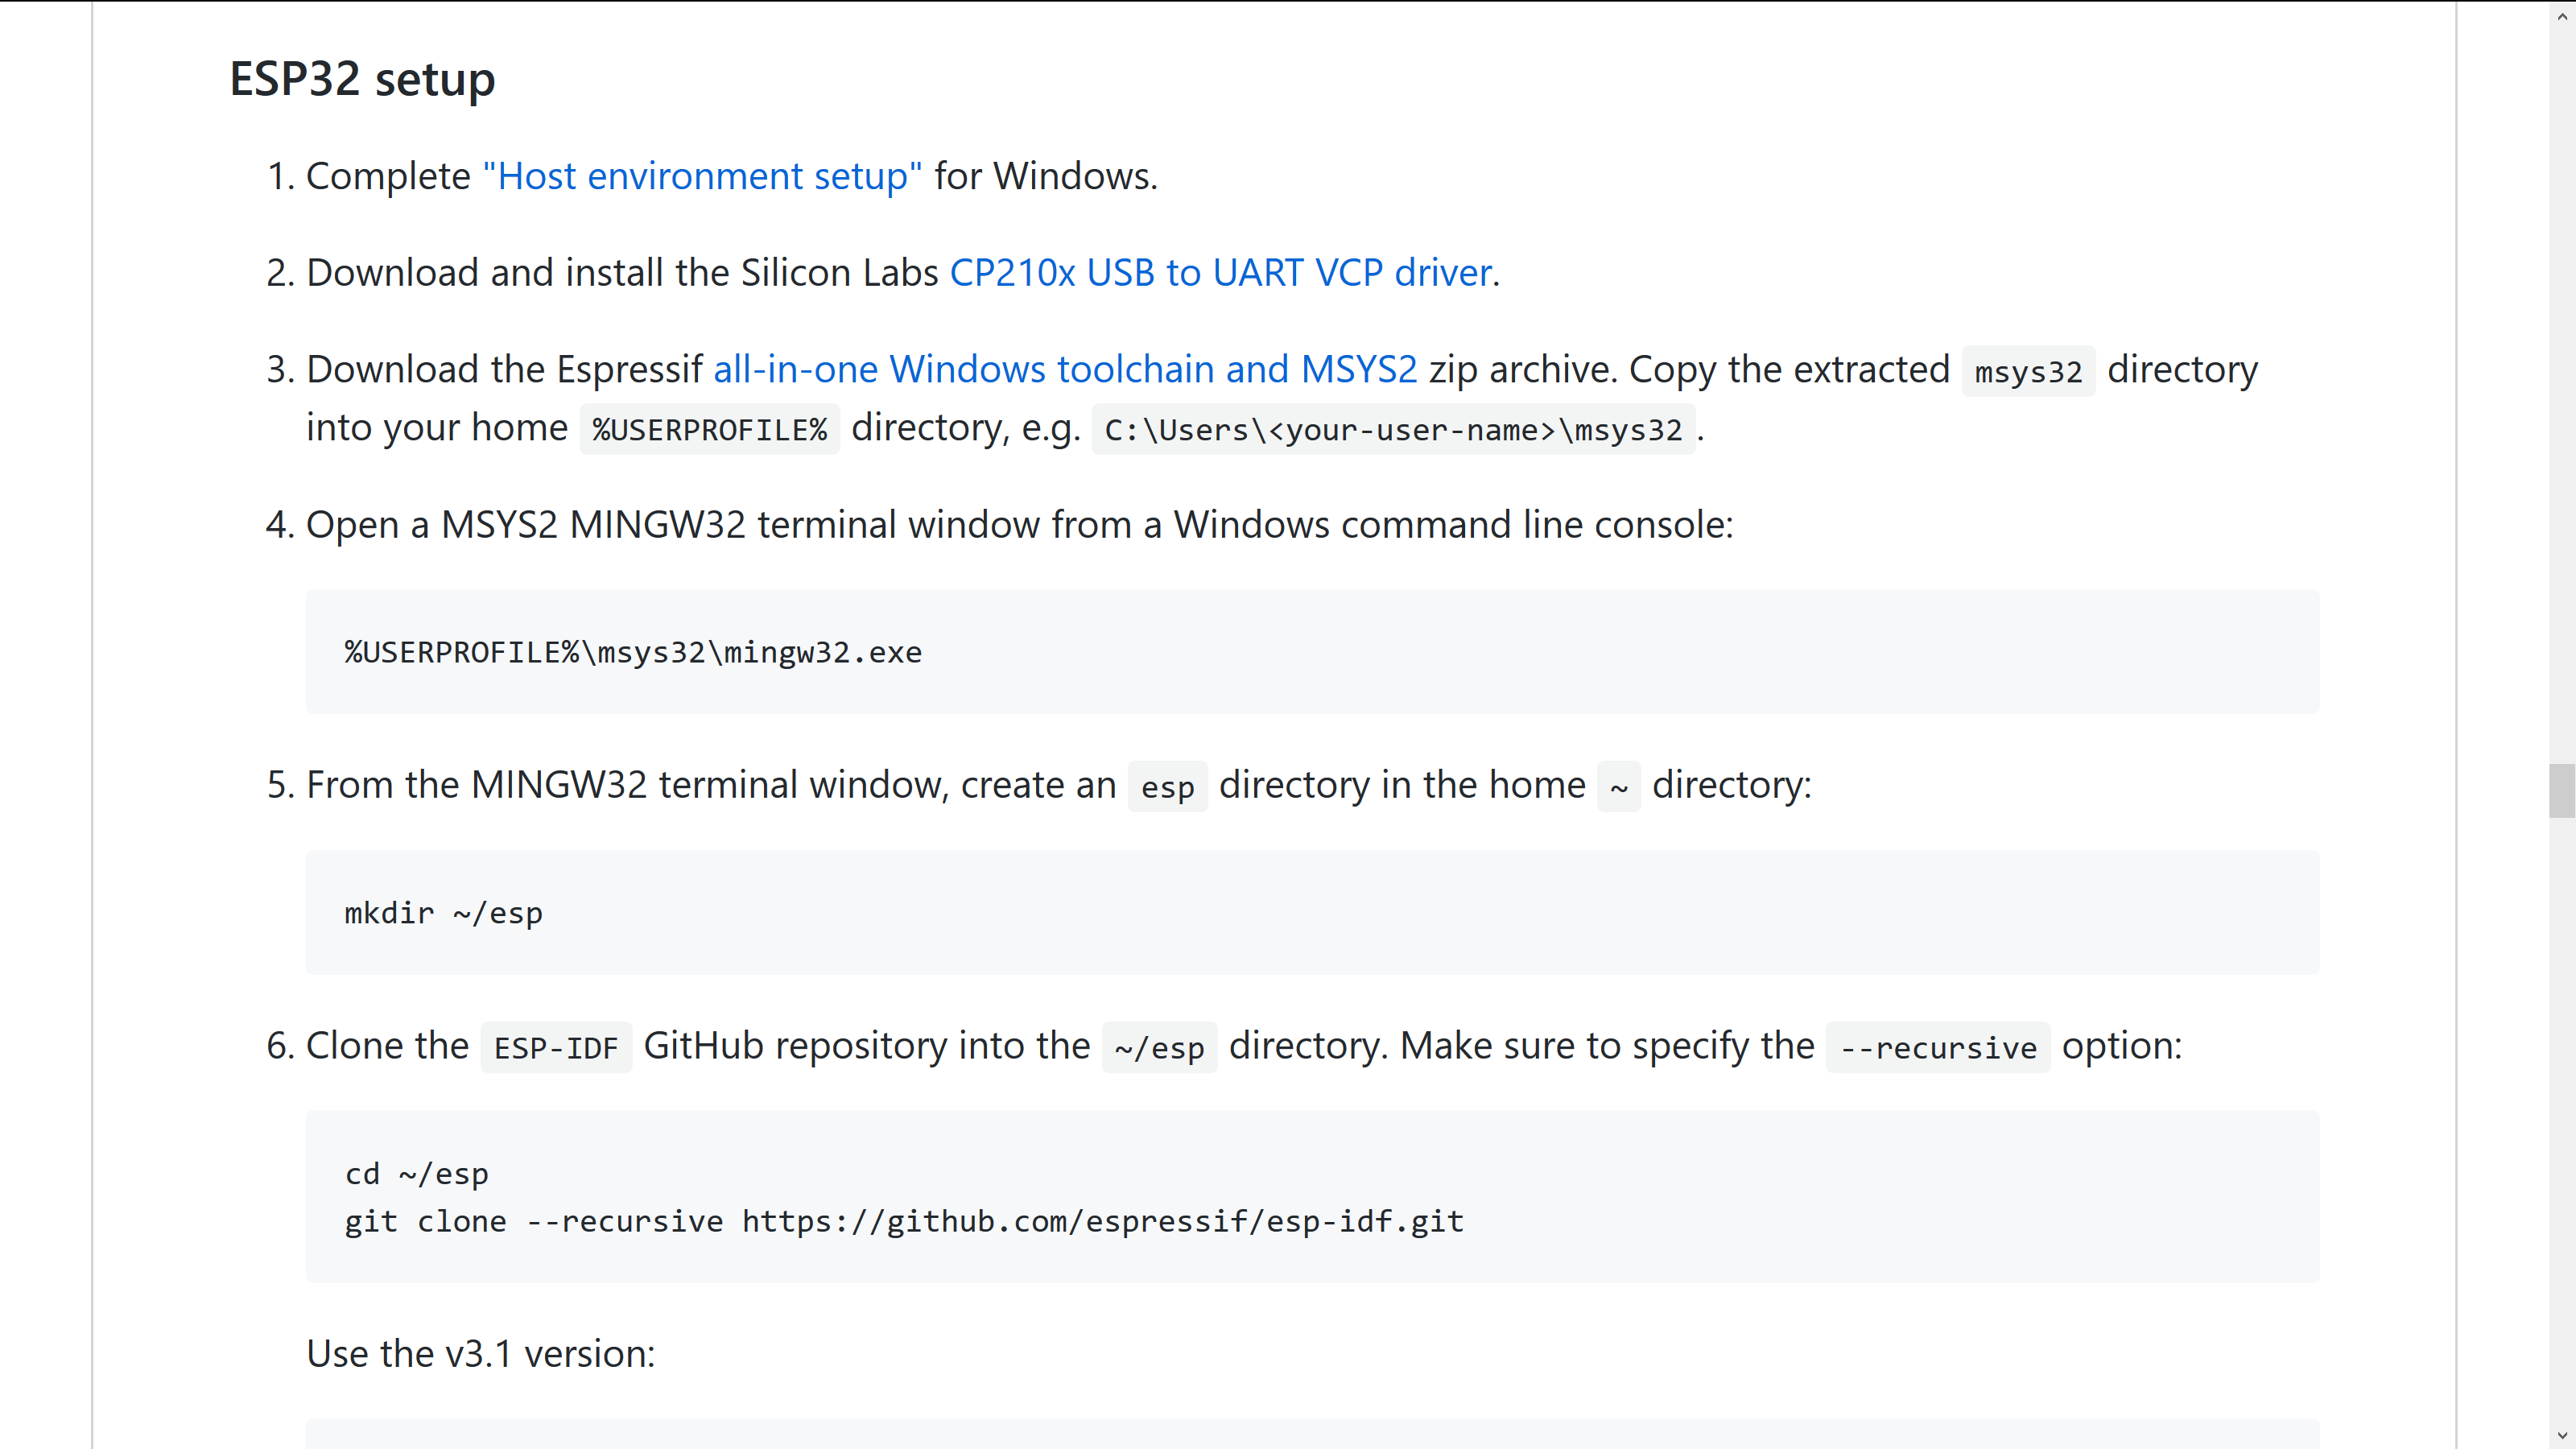 ESP32 setup
1. Complete "Host environment setup" for Windows.
2. Download and install the Silicon Labs CP210x USB to UART VCP driver.
3. Download the Espressif all-in-one Windows toolchain and MSYS2 zip archive. Copy the extracted msys32 directory
into your home %USERPROFILE% directory, e.g. C:\Users\<your-user-name>\msys32.
4. Open a MSYS2 MINGW32 terminal window from a Windows command line console:
%USERPROFILE%\msys32\mingw32.exe
5. From the MINGW32 terminal window, create an esp directory in the home ~ directory:
mkdir ~/esp
6. Clone the ESP-IDF GitHub repository into the ~/esp directory. Make sure to specify the --recursive option:
cd ~/esp
git clone --recursive https://github.com/espressif/esp-idf.git
Use the v3.1 version: